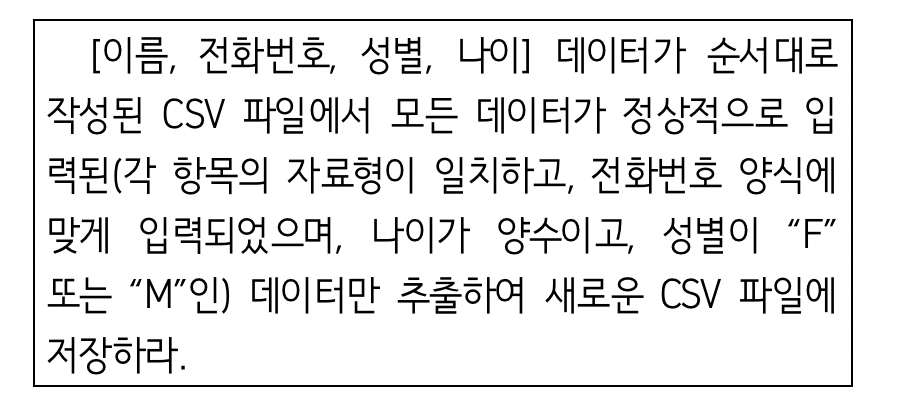 [이름, 전화번호, 성별, 나이] 데이터가 순서대로
작성된 CSV 파일에서 모든 데이터가 정상적으로 입
력된(각 항목의 자료형이 일치하고, 전화번호 양식에
맞게 입력되었으며, 나이가 양수이고, 성별이 “F”
또는 “M”인) 데이터만 추출하여 새로운 CSV 파일에
저장하라.